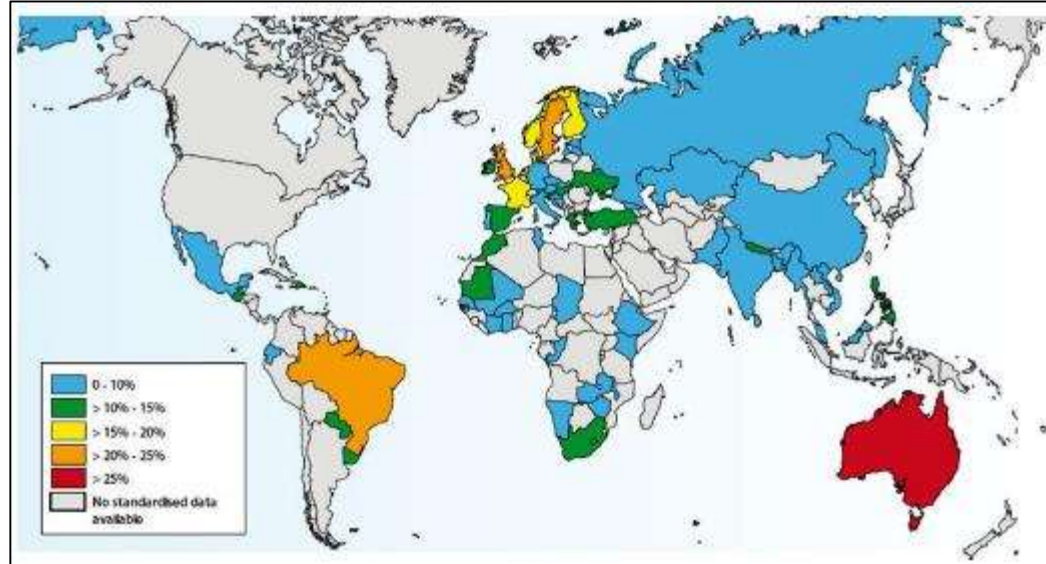 0 - 10%
> 10% - 15%
> 15% - 20%
> 20% - 25%
> 25%
No standardised data
available